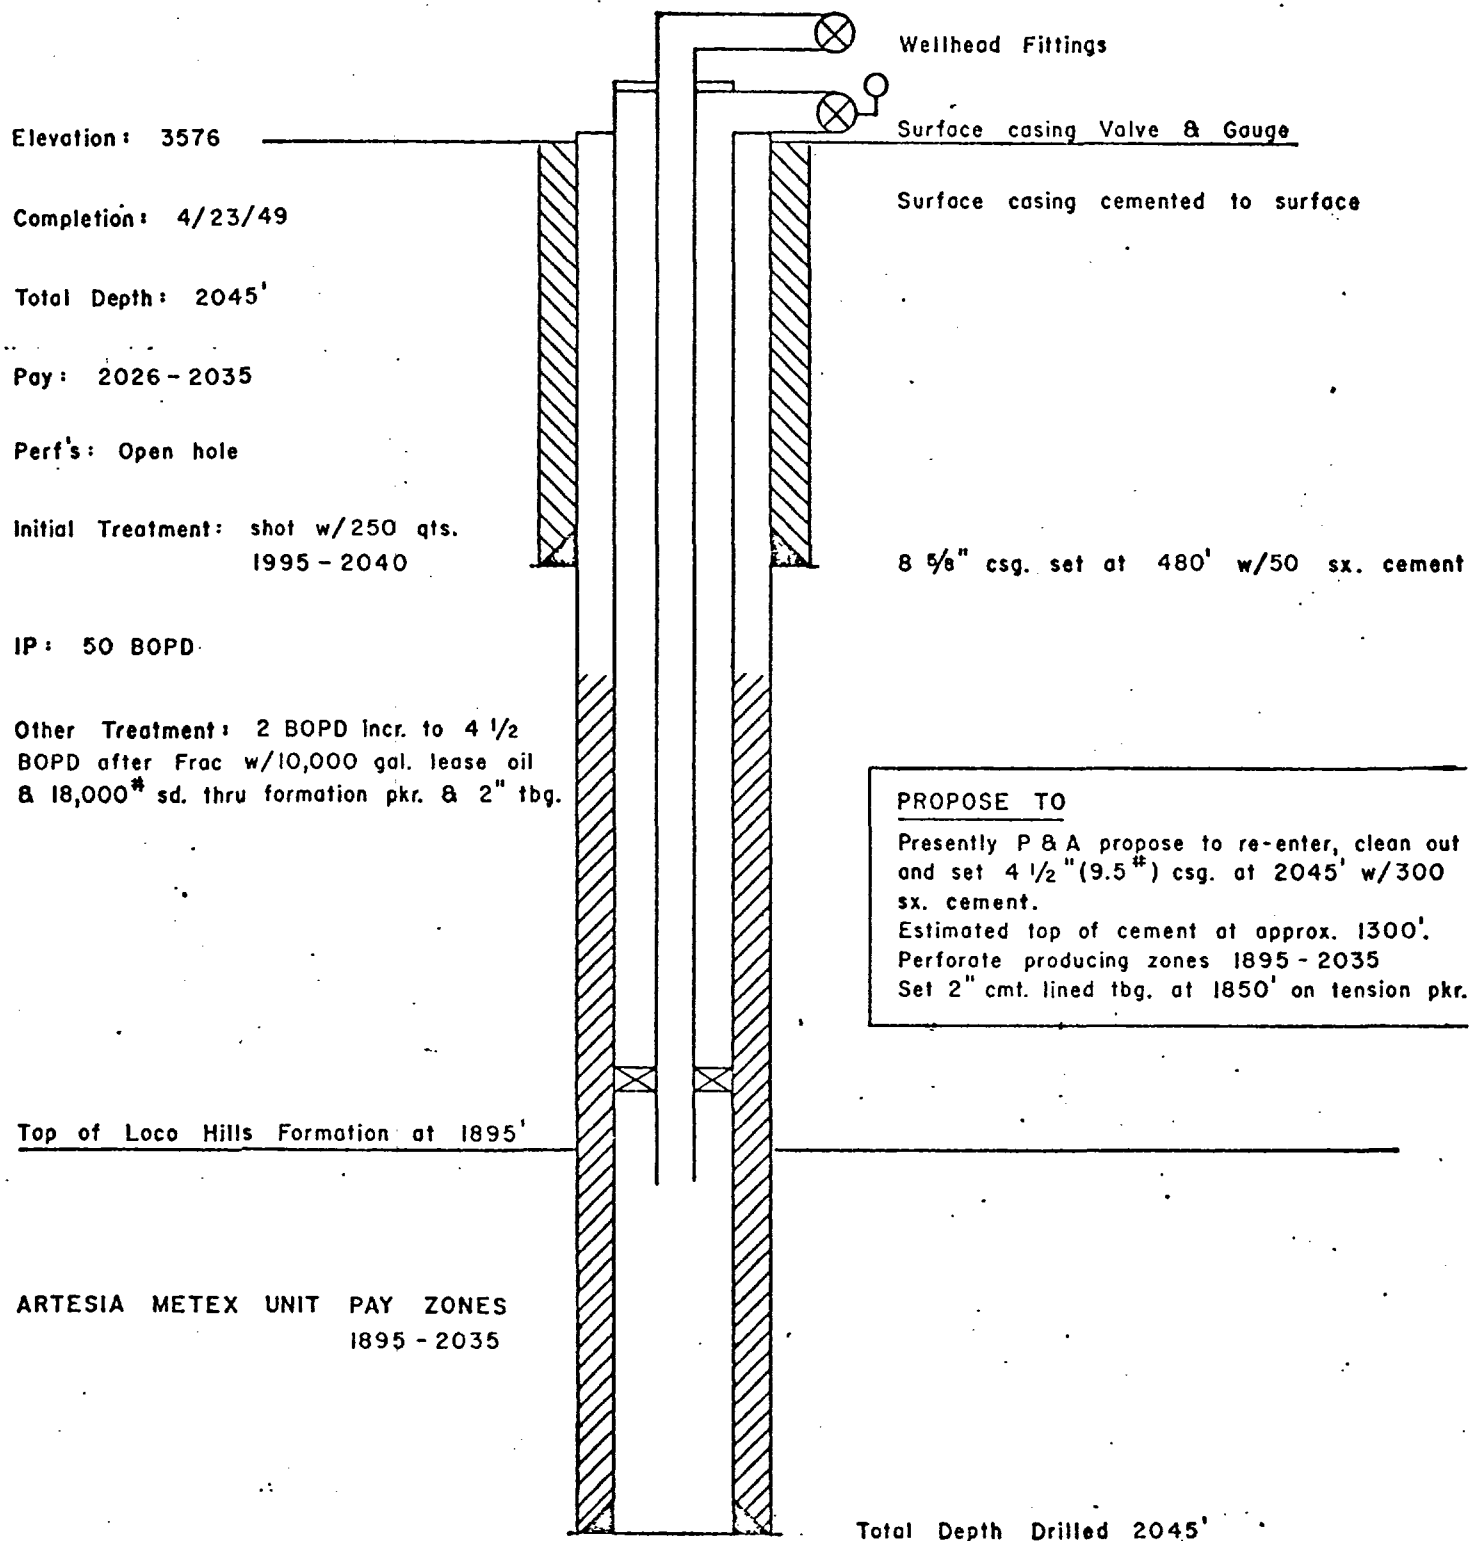 Wellhead Fittings
Elevation: 3576
Surface casing Valve & Gauge
Completion: 4/23/49
Surface casing cemented to surface
Total Depth: 2045'
Pay: 2026-2035
Perf's: Open hole
Initial Treatment: shot w/250 qts.
1995-2040
8 5/8" csg. set at 480' w/50 sx. cement
IP: 50 BOPD
Other Treatment: 2 BOPD incr. to 4 1/2
BOPD after Frac w/10,000 gal. lease oil
& 18,000# sd. thru formation pkr. & 2" tbg.
PROPOSE TO
Presently P & A propose to re-enter, clean out
and set 4 1/2"(9.5#) csg. at 2045' w/300
sx. cement.
Estimated top of cement at approx. 1300'.
Perforate producing zones 1895-2035
Set 2" cmt. lined tbg. at 1850' on tension pkr.
Top of Loco Hills Formation at 1895'
ARTESIA METEX UNIT PAY ZONES
1895-2035
Total Depth Drilled 2045'